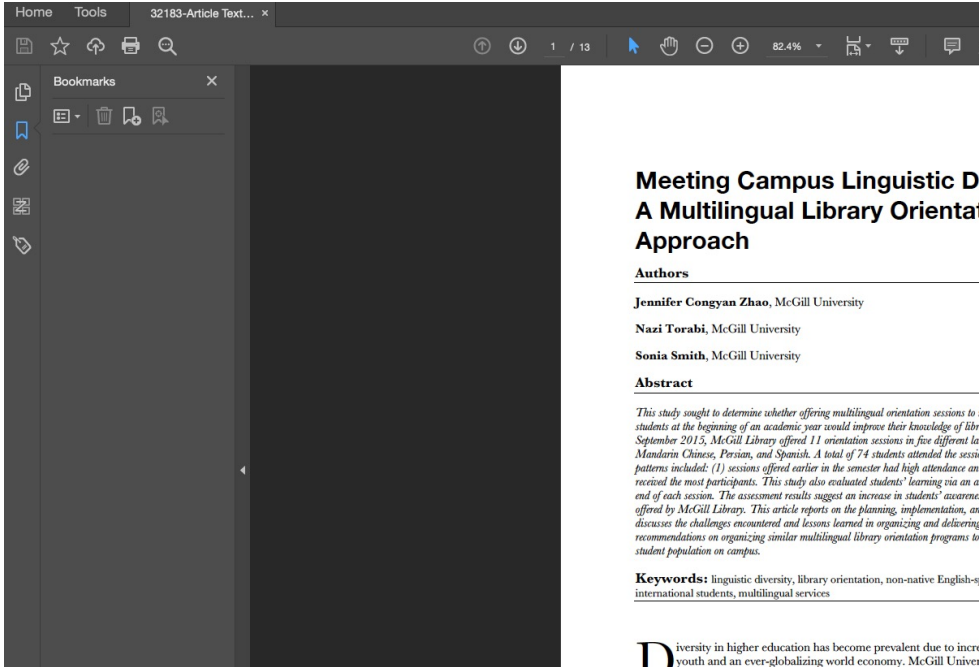 Home Tools 32183-Article Text... ×
1 / 13 82.4%
Bookmarks
Meeting Campus Linguistic D
A Multilingual Library Orientat
Approach
Authors
Jennifer Congyan Zhao, McGill University
Nazi Torabi, McGill University
Sonia Smith, McGill University
Abstract
This study sought to determine whether offering multilingual orientation sessions to
students at the beginning of an academic year would improve their knowledge of libr
September 2015, McGill Library offered 11 orientation sessions in five different la
Mandarin Chinese, Persian, and Spanish. A total of 74 students attended the sessi
patterns included: (1) sessions offered earlier in the semester had high attendance an
received the most participants. This study also evaluated students' learning via an a
end of each session. The assessment results suggest an increase in students' awaren
offered by McGill Library. This article reports on the planning, implementation, an
discusses the challenges encountered and lessons learned in organizing and delivering
recommendations on organizing similar multilingual library orientation programs to
student population on campus.
Keywords: linguistic diversity, library orientation, non-native English-s
international students, multilingual services
Diversity in higher education has become prevalent due to incre
youth and an ever-globalizing world economy. McGill Univer